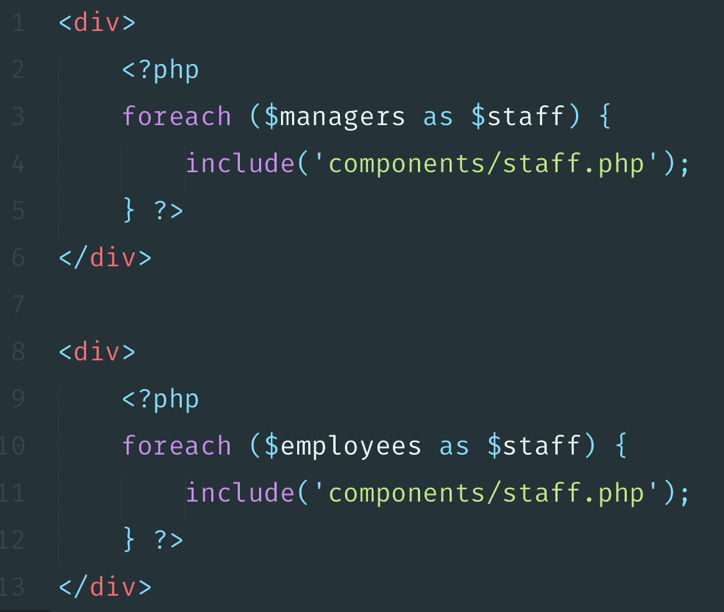 1 <div>
2 <?php
3 foreach ($managers as $staff) {
4 include('components/staff.php');
5 } ?>
6 </div>
7
8 <div>
9 <?php
10 foreach ($employees as $staff) {
11 include('components/staff.php');
12 } ?>
13 </div>